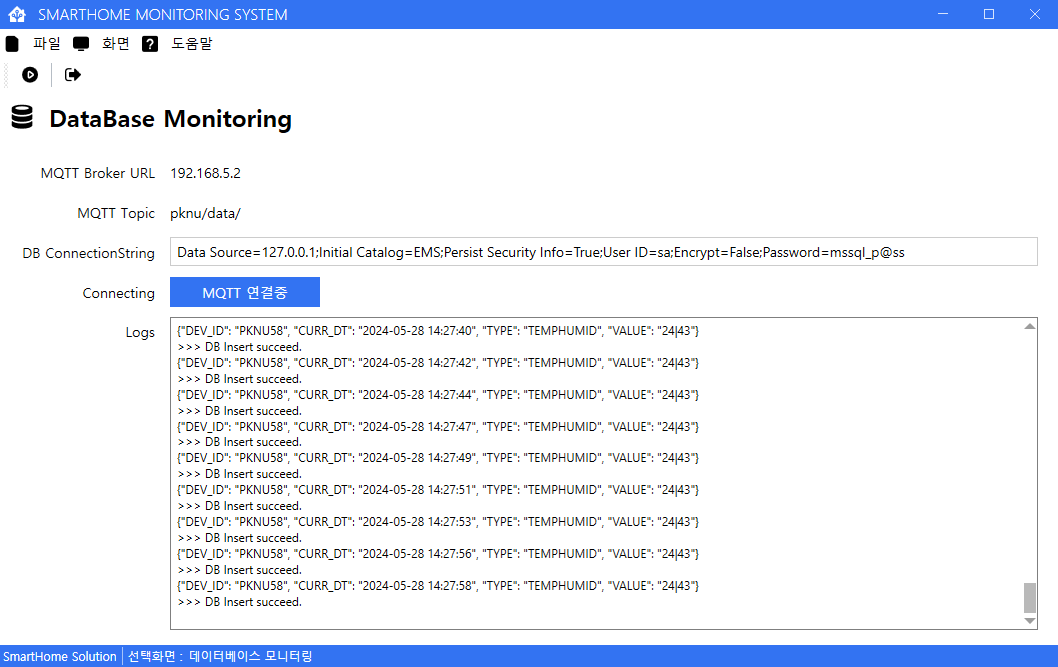 SMARTHOME MONITORING SYSTEM
파일 화면 ? 도움말
DataBase Monitoring
MQTT Broker URL 192.168.5.2
MQTT Topic pknu/data/
DB ConnectionString Data Source=127.0.0.1;Initial Catalog=EMS;Persist Security Info=True;User ID=sa;Encrypt=False;Password=mssql_p@ss
Connecting MQTT 연결중
Logs
{"DEV_ID": "PKNU58", "CURR_DT": "2024-05-28 14:27:40", "TYPE": "TEMPHUMID", "VALUE": "24|43"}
>>> DB Insert succeed.
{"DEV_ID": "PKNU58", "CURR_DT": "2024-05-28 14:27:42", "TYPE": "TEMPHUMID", "VALUE": "24|43"}
>>> DB Insert succeed.
{"DEV_ID": "PKNU58", "CURR_DT": "2024-05-28 14:27:44", "TYPE": "TEMPHUMID", "VALUE": "24|43"}
>>> DB Insert succeed.
{"DEV_ID": "PKNU58", "CURR_DT": "2024-05-28 14:27:47", "TYPE": "TEMPHUMID", "VALUE": "24|43"}
>>> DB Insert succeed.
{"DEV_ID": "PKNU58", "CURR_DT": "2024-05-28 14:27:49", "TYPE": "TEMPHUMID", "VALUE": "24|43"}
>>> DB Insert succeed.
{"DEV_ID": "PKNU58", "CURR_DT": "2024-05-28 14:27:51", "TYPE": "TEMPHUMID", "VALUE": "24|43"}
>>> DB Insert succeed.
{"DEV_ID": "PKNU58", "CURR_DT": "2024-05-28 14:27:53", "TYPE": "TEMPHUMID", "VALUE": "24|43"}
>>> DB Insert succeed.
{"DEV_ID": "PKNU58", "CURR_DT": "2024-05-28 14:27:56", "TYPE": "TEMPHUMID", "VALUE": "24|43"}
>>> DB Insert succeed.
{"DEV_ID": "PKNU58", "CURR_DT": "2024-05-28 14:27:58", "TYPE": "TEMPHUMID", "VALUE": "24|43"}
>>> DB Insert succeed.
SmartHome Solution 선택화면 : 데이터베이스 모니터링